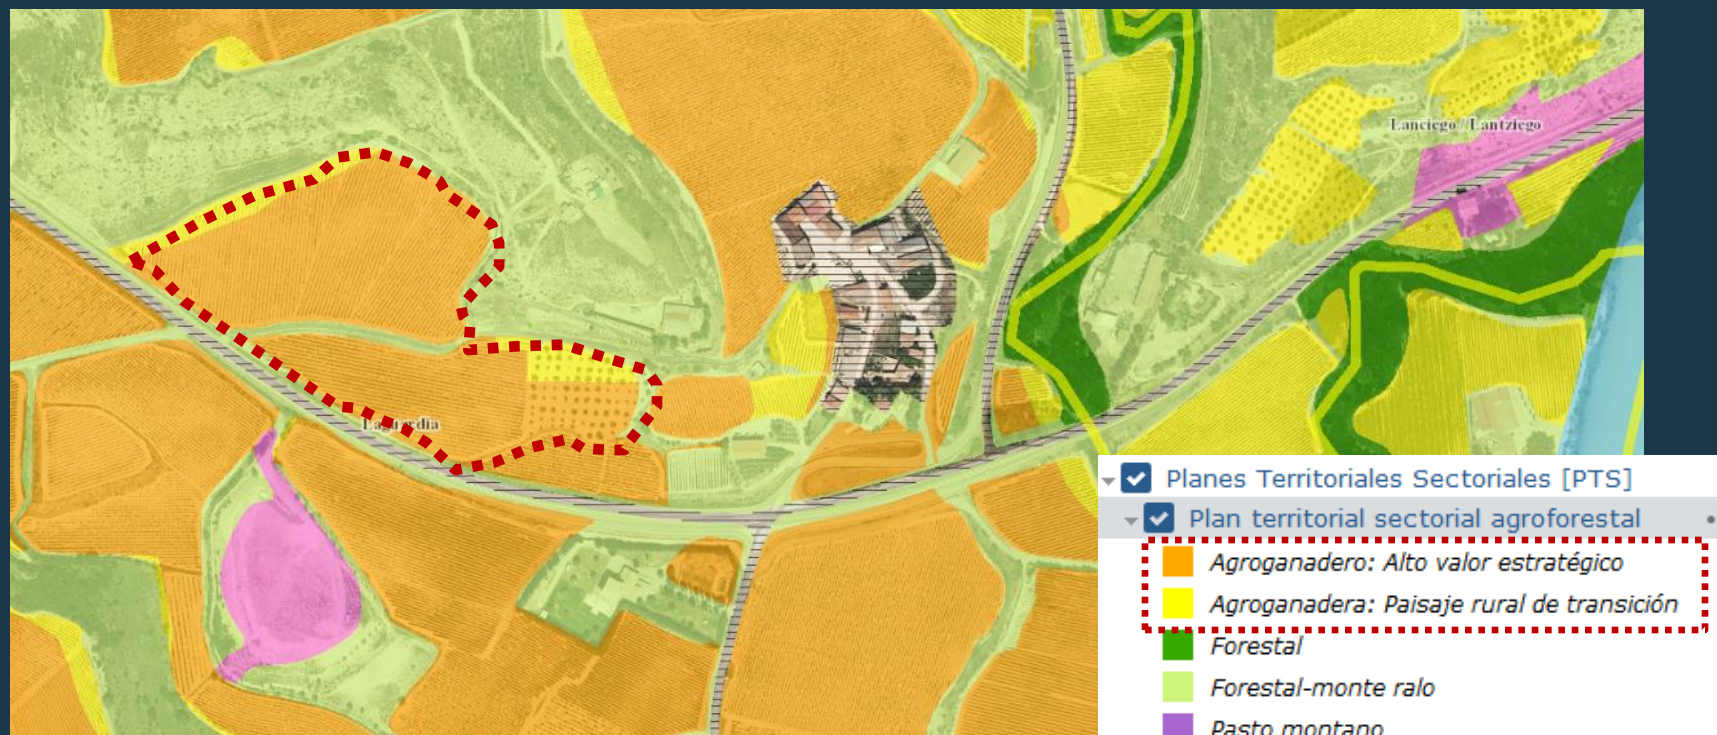 Lanciego//Lantziego
Laguardia
Planes Territoriales Sectoriales [PTS]
Plan territorial sectorial agroforestal
Agroganadero: Alto valor estratégico
Agroganadera: Paisaje rural de transición
Forestal
Forestal-monte ralo
Pasto montano